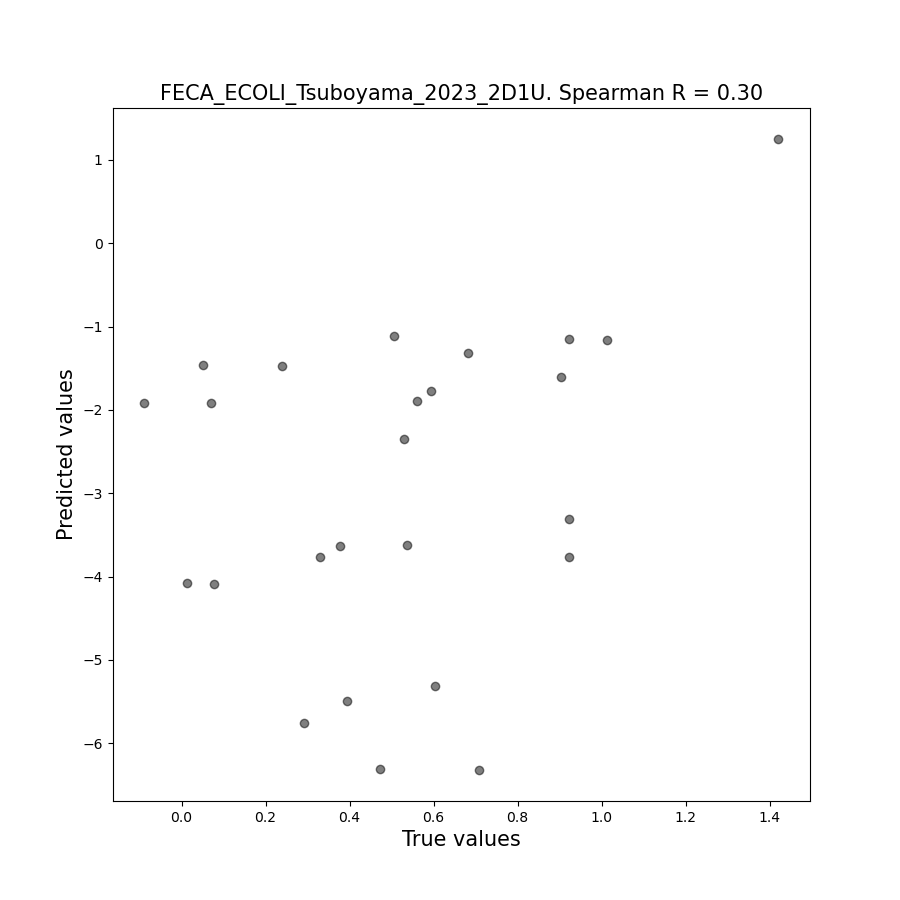 FECA_ECOLI_Tsuboyama_2023_2D1U. Spearman R = 0.30
1
0
−1
−2
−3
−4
−5
−6
Predicted values
0.0 0.2 0.4 0.6 0.8 1.0 1.2 1.4
True values